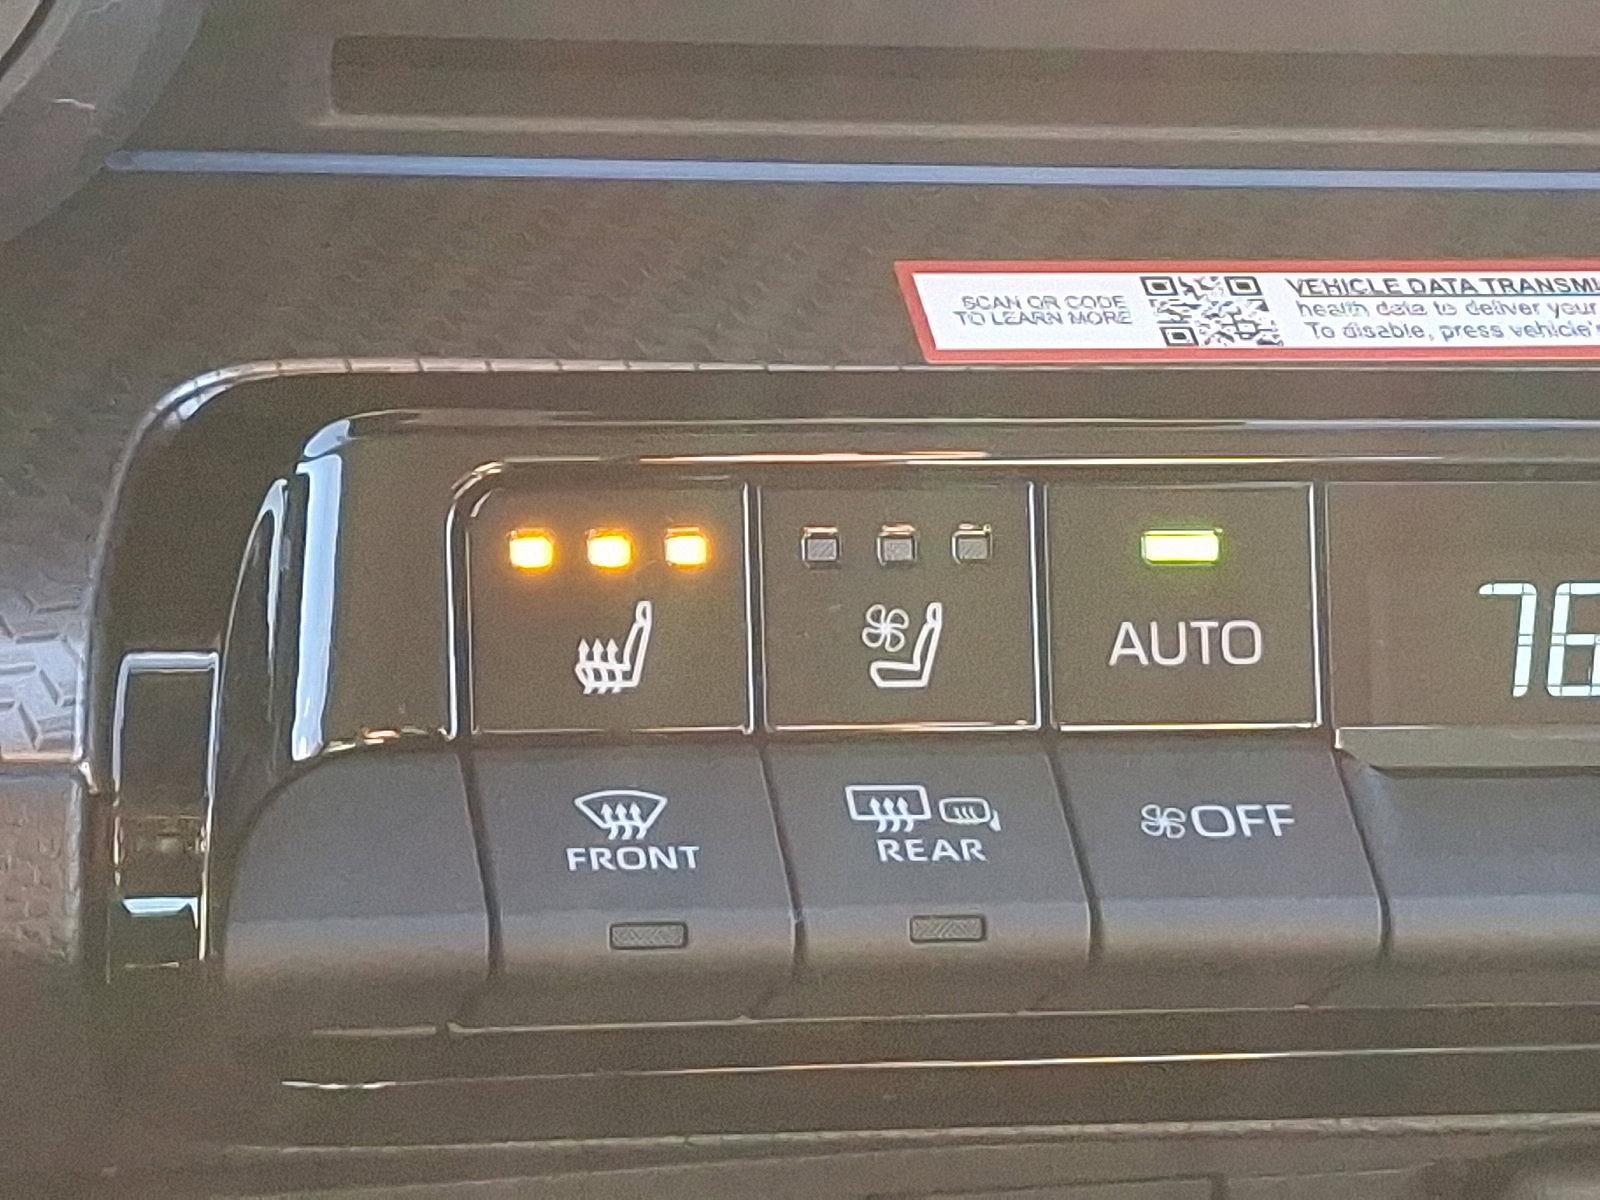 SCAN QR CODE
TO LEARN MORE
VEHICLE DATA TRANSMI
health data to deliver your
To disable, press vehicle's
AUTO
76
FRONT
REAR
OFF